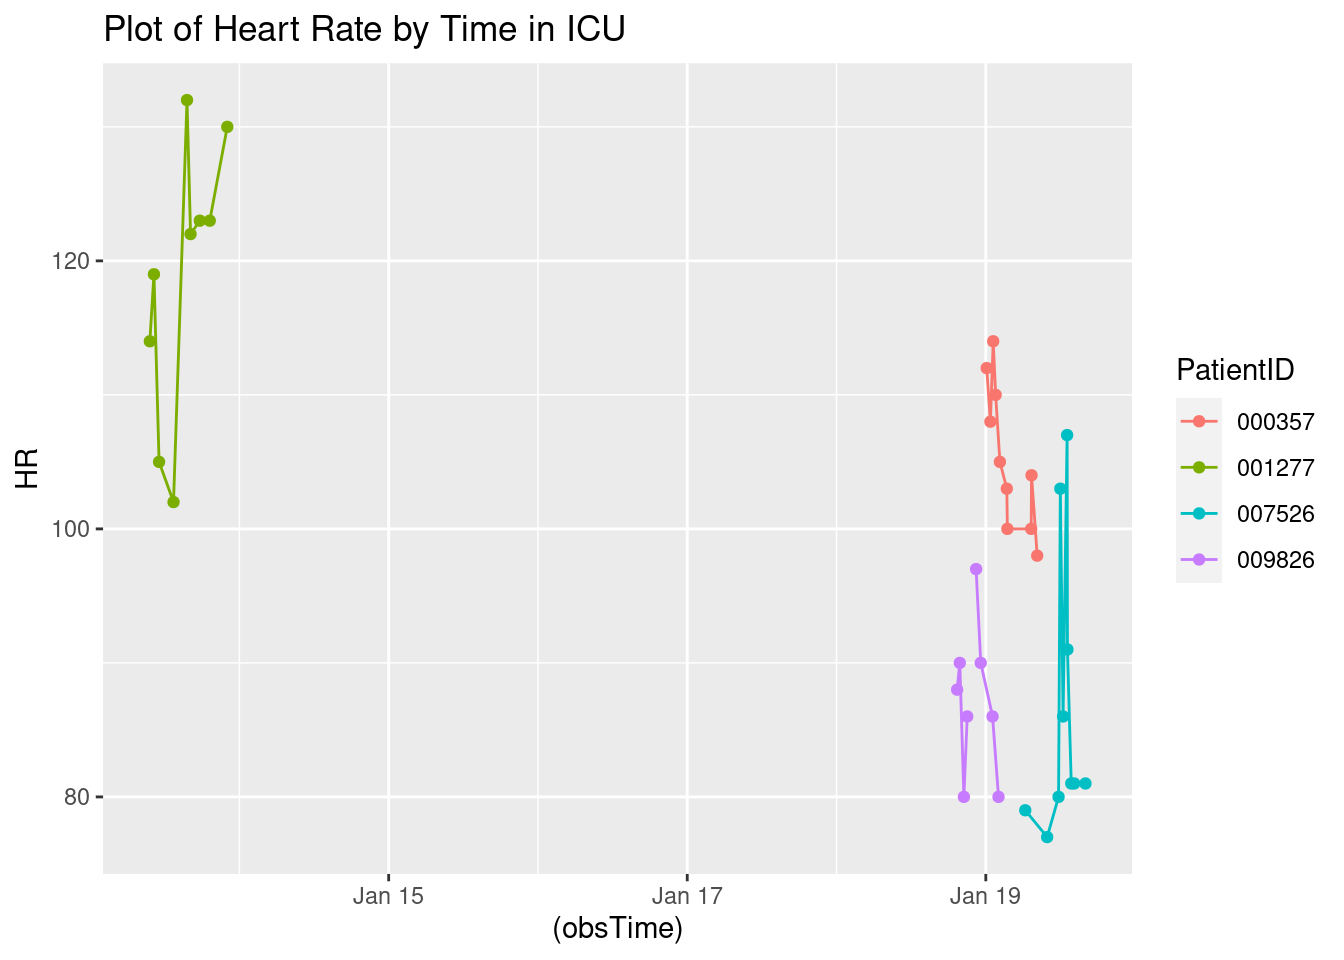 Plot of Heart Rate by Time in ICU
HR
120
100
80
Jan 15
Jan 17
Jan 19
(obsTime)
PatientID
000357
001277
007526
009826